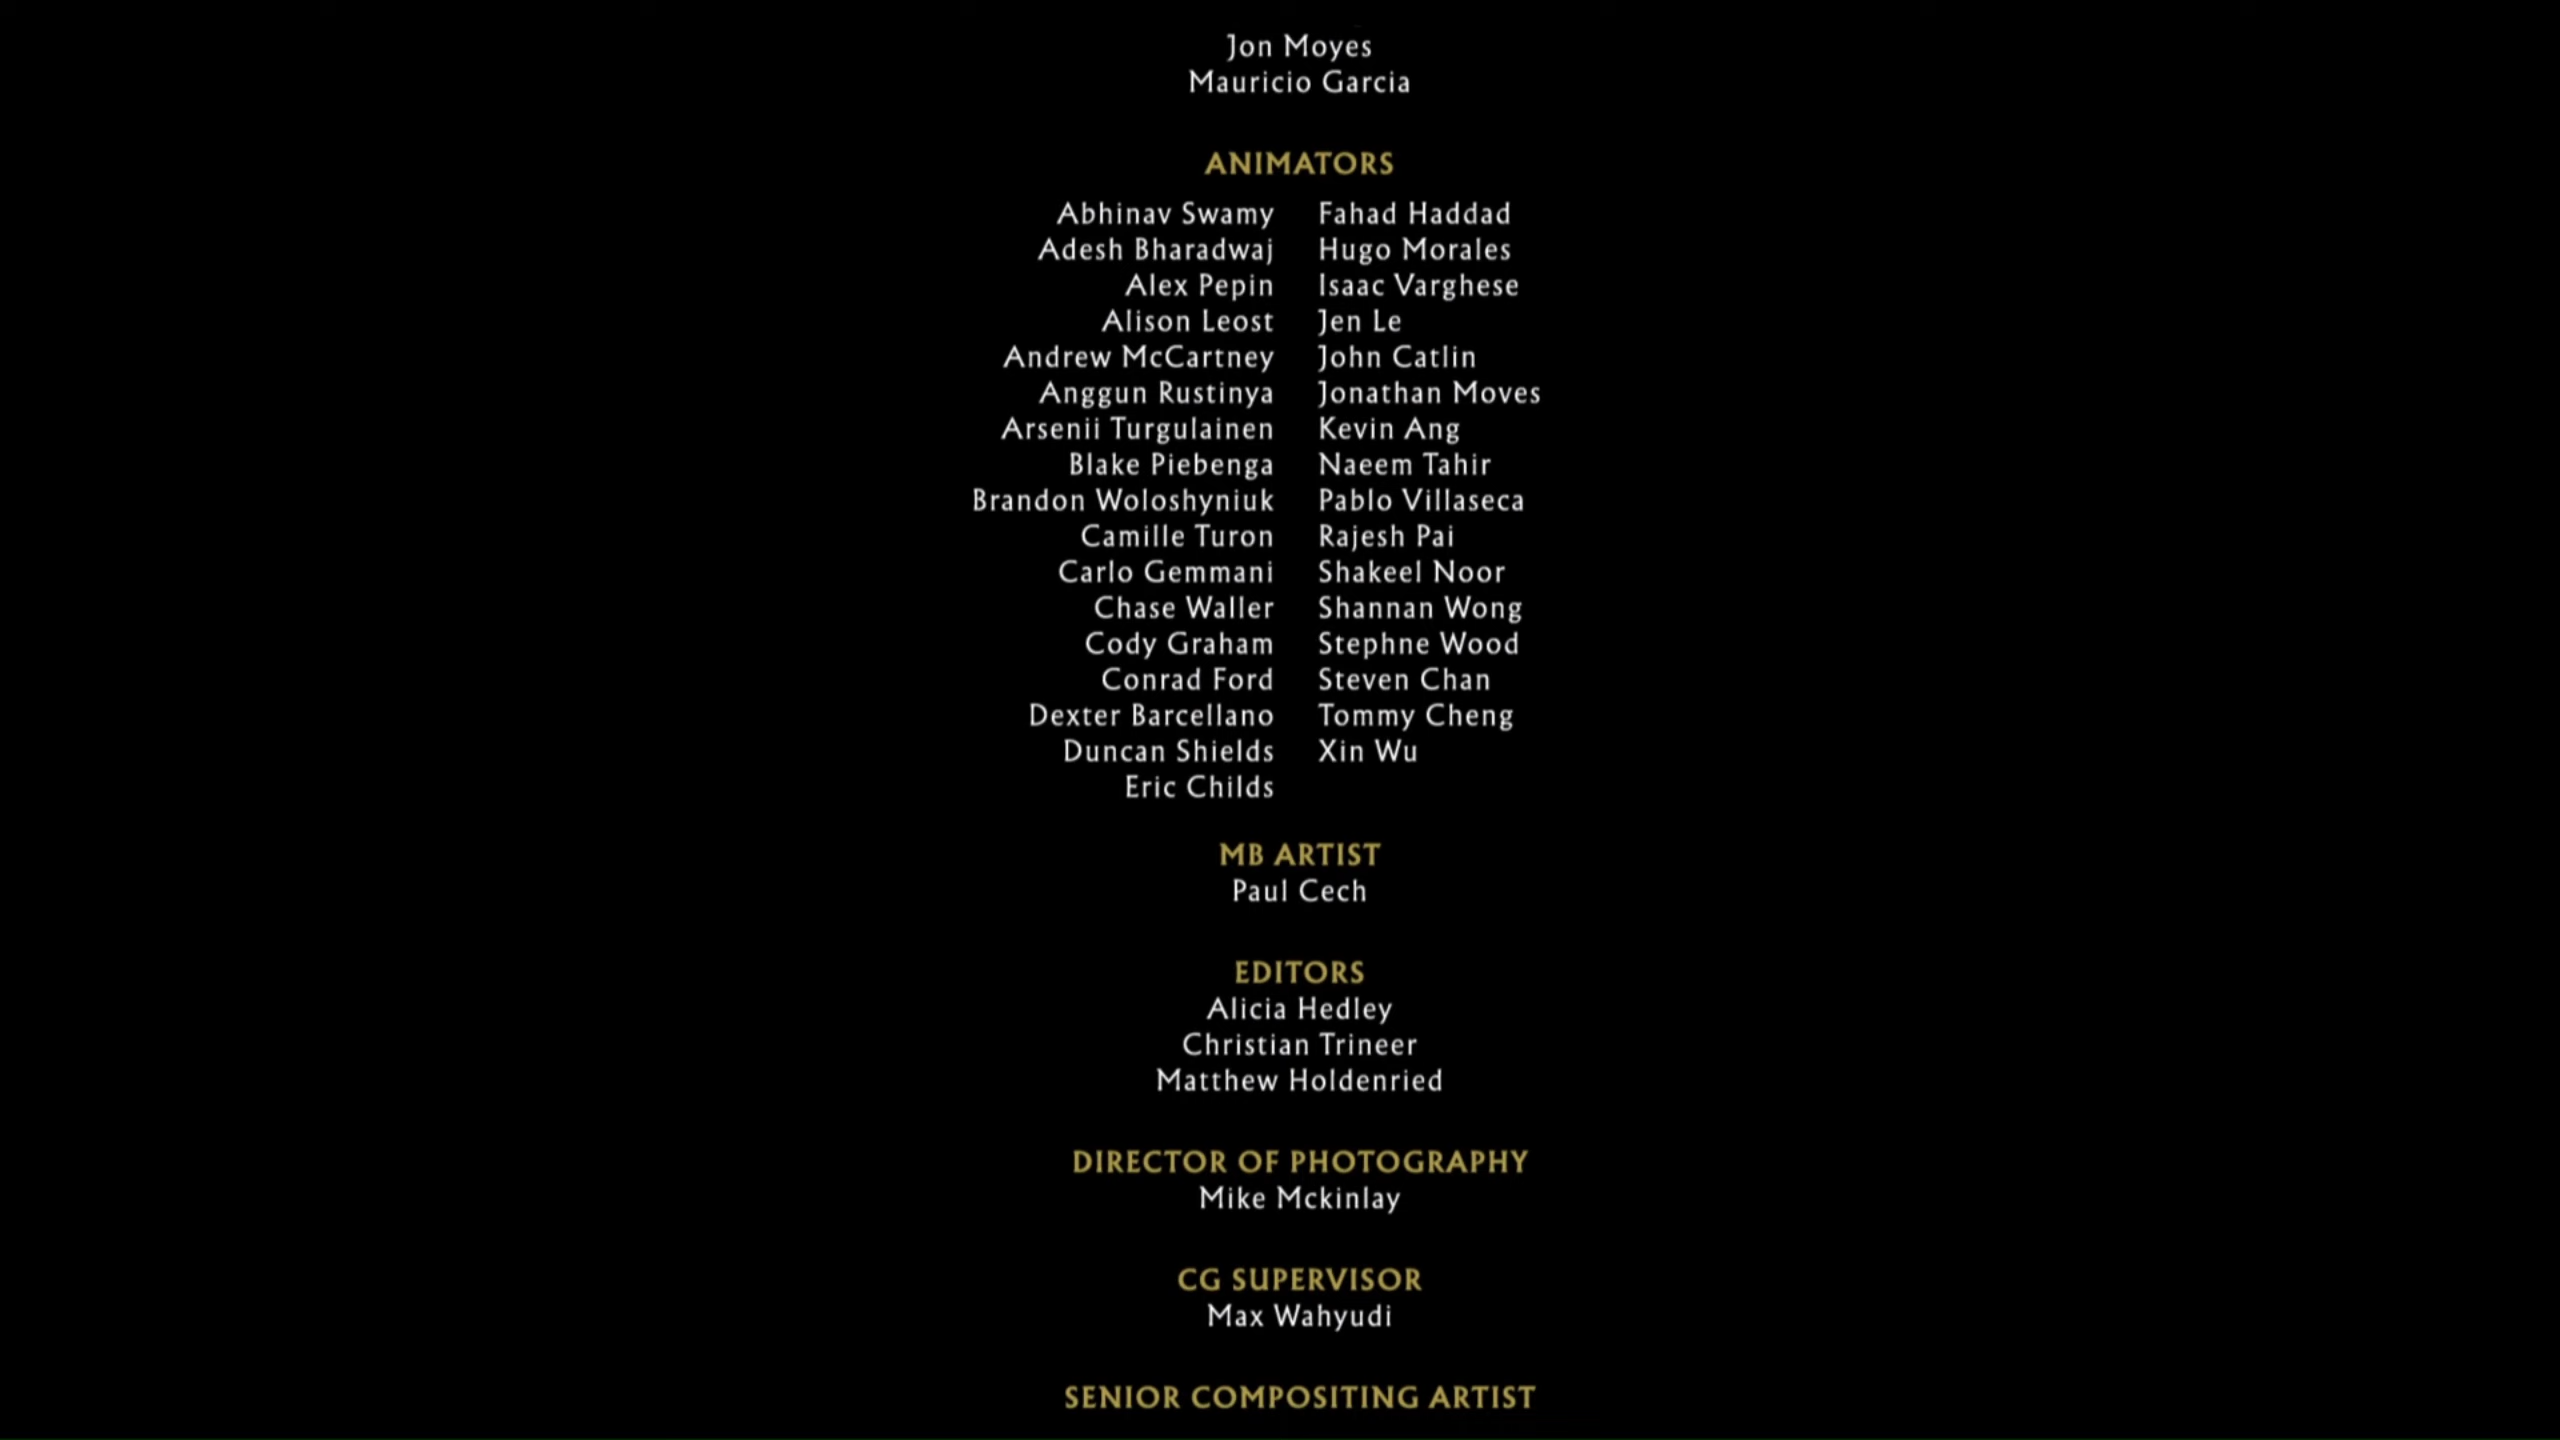 Jon Moyes
Mauricio Garcia
ANIMATORS
Abhinav Swamy Fahad Haddad
Adesh Bharadwaj Hugo Morales
Alex Pepin Isaac Varghese
Alison Leost Jen Le
Andrew McCartney John Catlin
Anggun Rustinya Jonathan Moves
Arsenii Turgulainen Kevin Ang
Blake Piebenga Naeem Tahir
Brandon Woloshyniuk Pablo Villaseca
Camille Turon Rajesh Pai
Carlo Gemmani Shakeel Noor
Chase Waller Shannan Wong
Cody Graham Stephne Wood
Conrad Ford Steven Chan
Dexter Barcellano Tommy Cheng
Duncan Shields Xin Wu
Eric Childs
MB ARTIST
Paul Cech
EDITORS
Alicia Hedley
Christian Trineer
Matthew Holdenried
DIRECTOR OF PHOTOGRAPHY
Mike Mckinlay
CG SUPERVISOR
Max Wahyudi
SENIOR COMPOSITING ARTIST